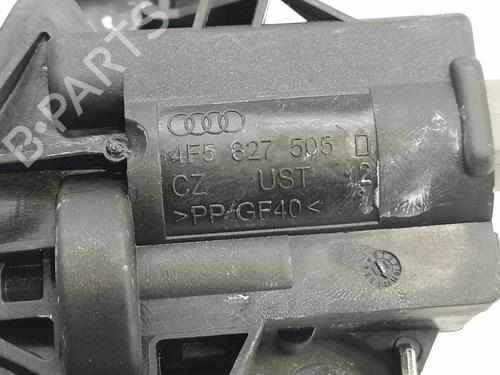 B-PARTS
4F5 827 505 D
CZ UST 2
>PP-GF40<